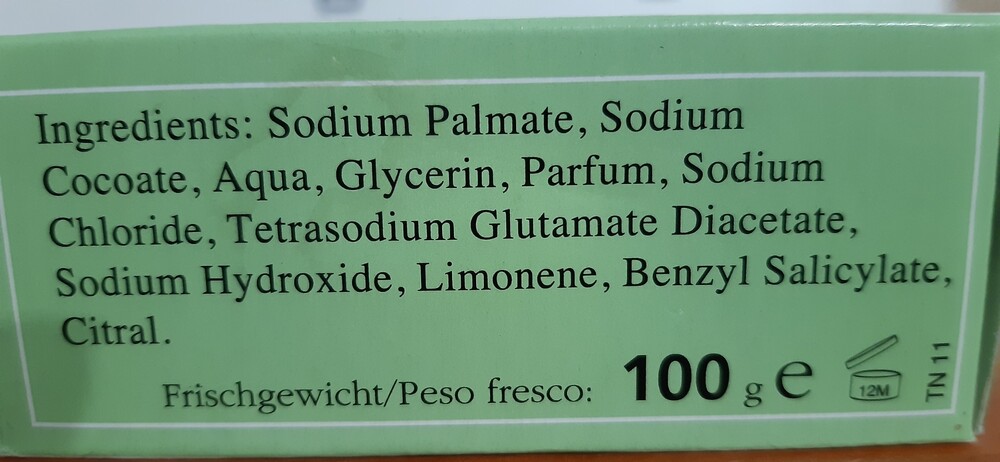 Ingredients: Sodium Palmate, Sodium
Cocoate, Aqua, Glycerin, Parfum, Sodium
Chloride, Tetrasodium Glutamate Diacetate,
Sodium Hydroxide, Limonene, Benzyl Salicylate,
Citral.
Frischgewicht/Peso fresco: 100 g e
12M
TN 11